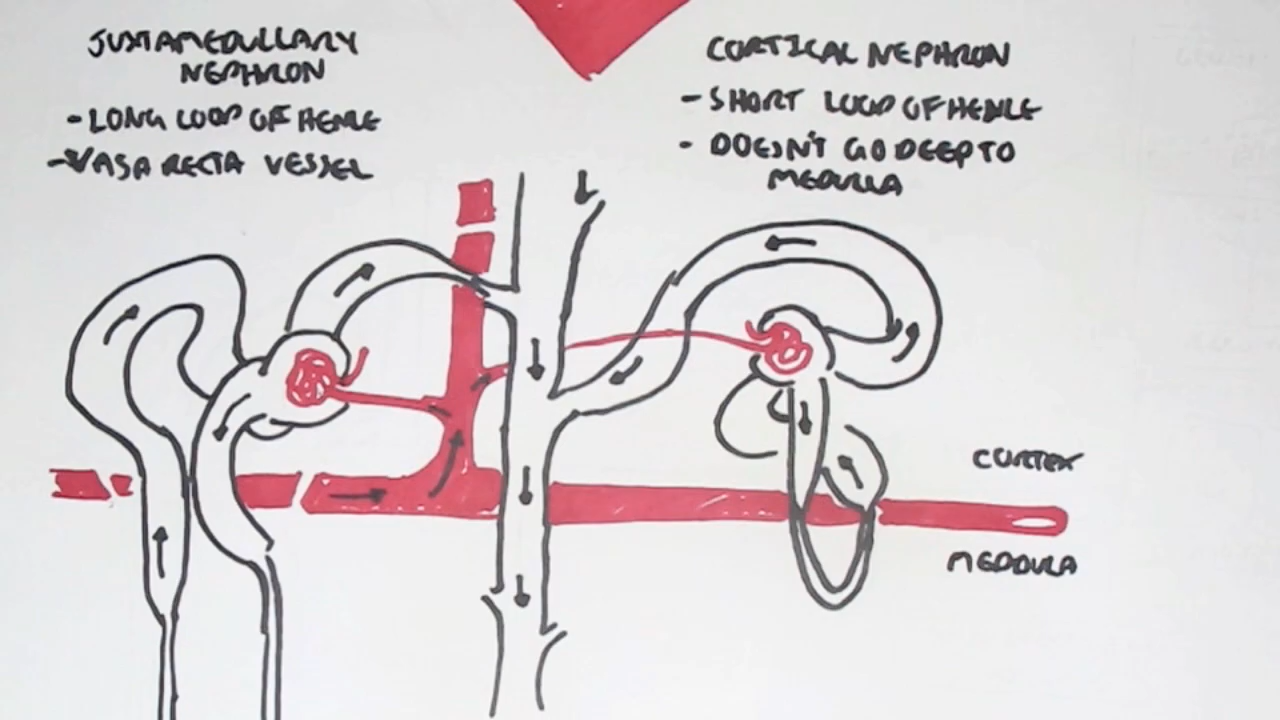 JUXTAMEDULLARY
NEPHRON
- LONG LOOP OF HENLE
- VASA RECTA VESSEL
CORTICAL NEPHRON
- SHORT LOOP OF HENLE
- DOESN'T GO DEEP TO
MEDULLA
CORTEX
MEDDULA